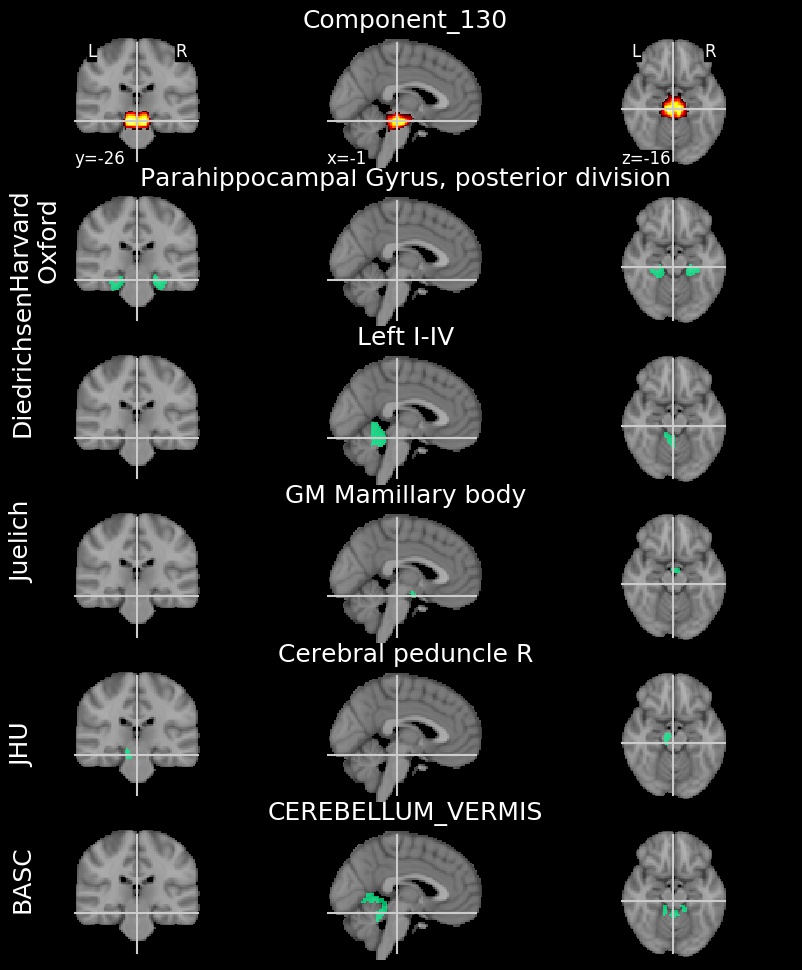 Component_130
L R
L R
y=-26
x=-1
z=-16
Parahippocampal Gyrus, posterior division
Harvard
Oxford
Left I-IV
Diedrichsen
GM Mamillary body
Juelich
Cerebral peduncle R
JHU
CEREBELLUM_VERMIS
BASC